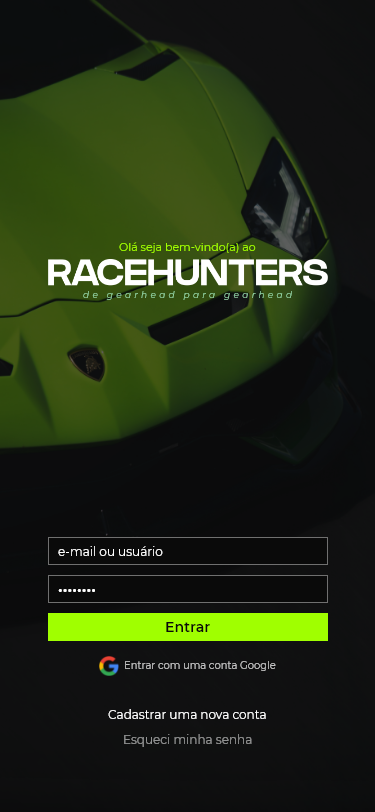 Olá seja bem-vindo(a) ao
RACEHUNTERS
de gearhead para gearhead
e-mail ou usuário
••••••••
Entrar
Entrar com uma conta Google
Cadastrar uma nova conta
Esqueci minha senha